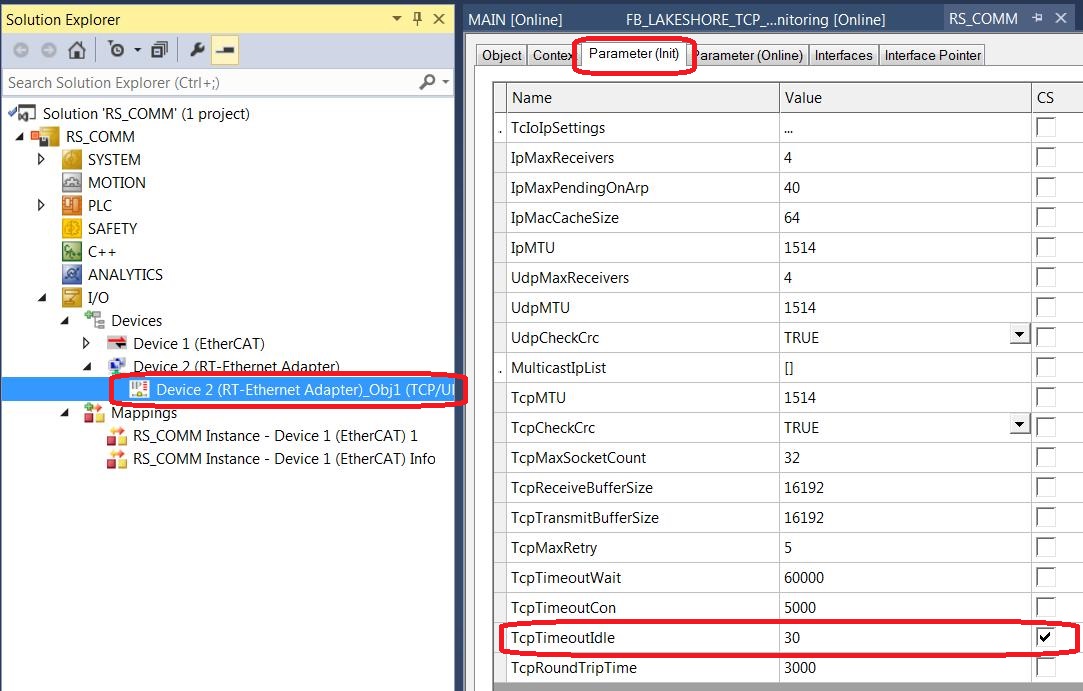 Solution Explorer
Search Solution Explorer (Ctrl+;)
Solution 'RS_COMM' (1 project)
RS_COMM
SYSTEM
MOTION
PLC
SAFETY
C++
ANALYTICS
I/O
Devices
Device 1 (EtherCAT)
Device 2 (RT-Ethernet Adapter)
Device 2 (RT-Ethernet Adapter)_Obj1 (TCP/U
Mappings
RS_COMM Instance - Device 1 (EtherCAT) 1
RS_COMM Instance - Device 1 (EtherCAT) Info
MAIN [Online] FB_LAKESHORE_TCP_...nitoring [Online] RS_COMM
Object Context Parameter (Init) Parameter (Online) Interfaces Interface Pointer
Name Value CS
. TcIoIpSettings ...
IpMaxReceivers 4
IpMaxPendingOnArp 40
IpMacCacheSize 64
IpMTU 1514
UdpMaxReceivers 4
UdpMTU 1514
UdpCheckCrc TRUE
. MulticastIpList []
TcpMTU 1514
TcpCheckCrc TRUE
TcpMaxSocketCount 32
TcpReceiveBufferSize 16192
TcpTransmitBufferSize 16192
TcpMaxRetry 5
TcpTimeoutWait 60000
TcpTimeoutCon 5000
TcpTimeoutIdle 30
TcpRoundTripTime 3000